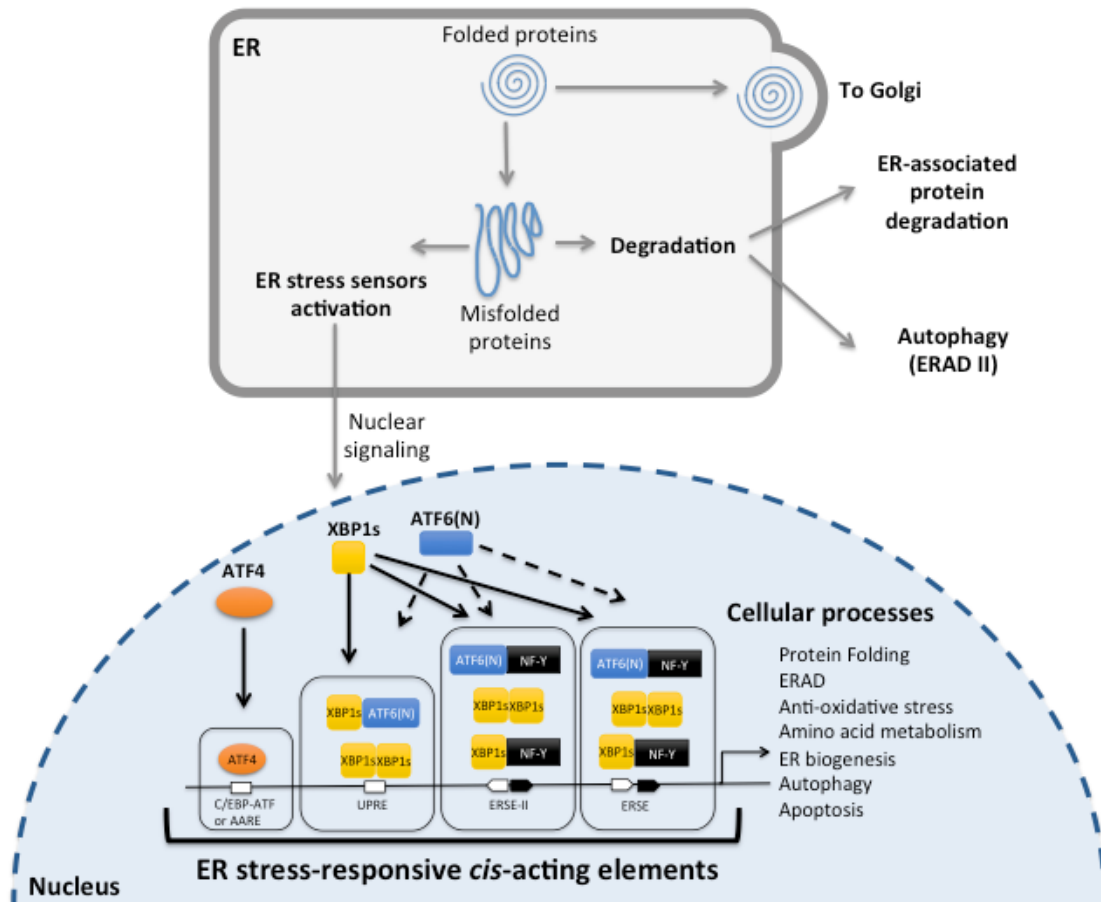 ER
Folded proteins
To Golgi
ER-associated
protein
degradation
Degradation
ER stress sensors
activation
Misfolded
proteins
Autophagy
(ERAD II)
Nuclear
signaling
XBP1s
ATF6(N)
ATF4
Cellular processes
Protein Folding
ERAD
Anti-oxidative stress
Amino acid metabolism
ER biogenesis
Autophagy
Apoptosis
ATF4
C/EBP-ATF
or AARE
XBP1s ATF6(N)
XBP1s XBP1s
UPRE
ATF6(N) NF-Y
XBP1s XBP1s
XBP1s NF-Y
ERSE-II
ATF6(N) NF-Y
XBP1s XBP1s
XBP1s NF-Y
ERSE
ER stress-responsive cis-acting elements
Nucleus